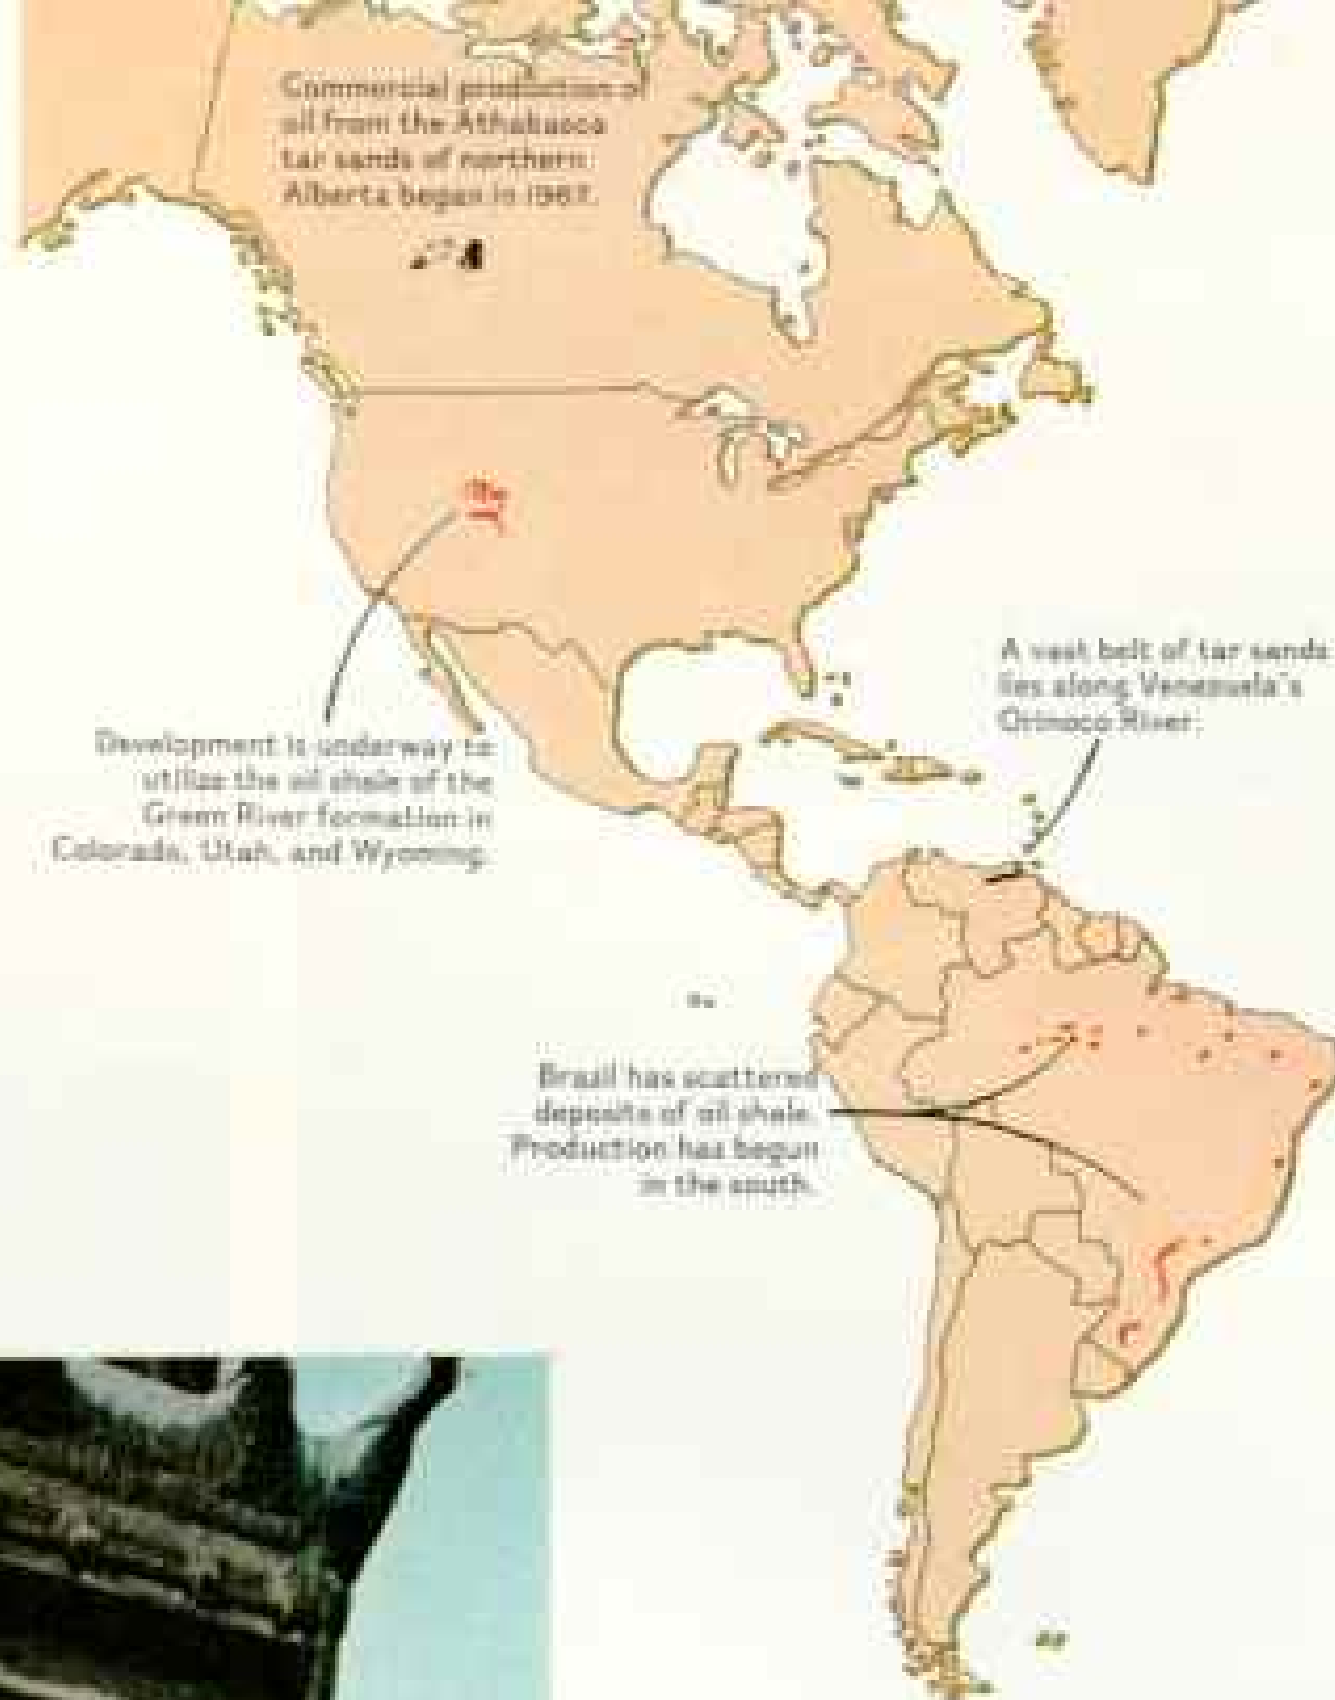 Commercial production of
oil from the Athabasca
tar sands of northern
Alberta began in 1967.
A vast belt of tar sands
lies along Venezuela's
Orinoco River.
Development is underway to
utilize the oil shale of the
Green River formation in
Colorado, Utah, and Wyoming.
Brazil has scattered
deposits of oil shale.
Production has begun
in the south.